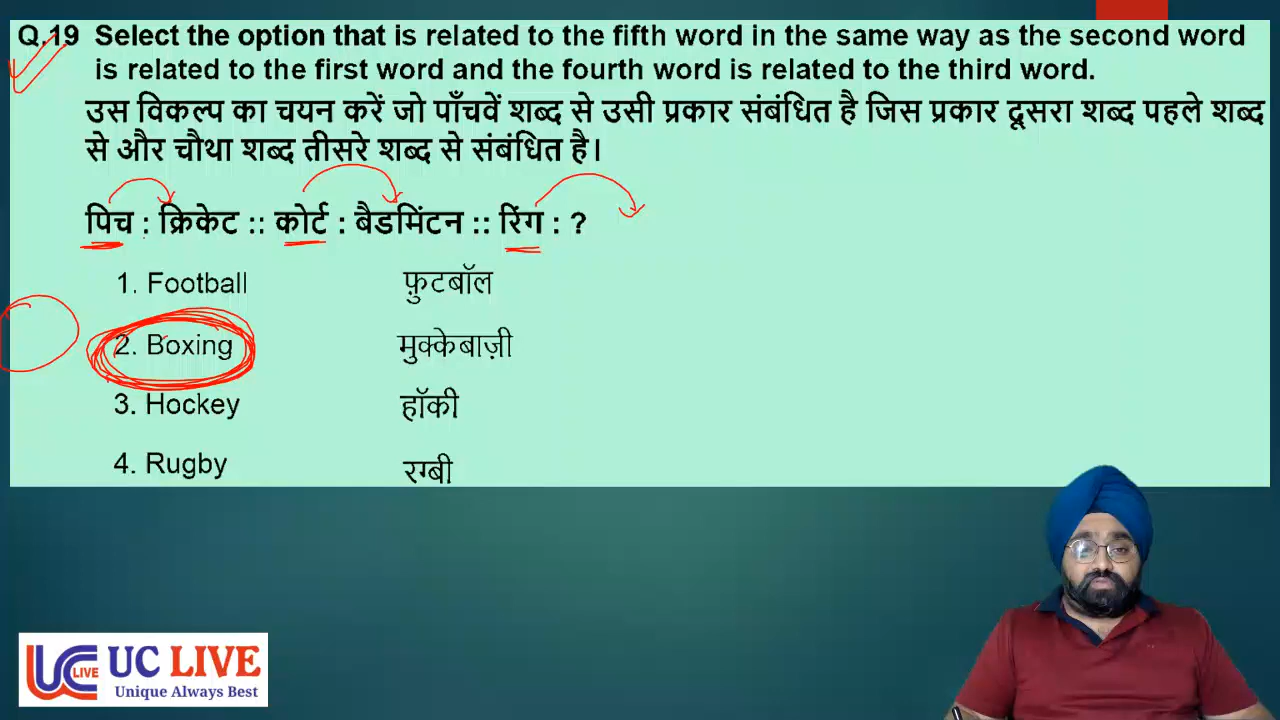 Q.19 Select the option that is related to the fifth word in the same way as the second word
is related to the first word and the fourth word is related to the third word.
उस विकल्प का चयन करें जो पाँचवें शब्द से उसी प्रकार संबंधित है जिस प्रकार दूसरा शब्द पहले शब्द
से और चौथा शब्द तीसरे शब्द से संबंधित है।
पिच : क्रिकेट :: कोर्ट : बैडमिंटन :: रिंग : ?
1. Football फ़ुटबॉल
2. Boxing मुक्केबाज़ी
3. Hockey हॉकी
4. Rugby रग्बी
UC LIVE UC LIVE
Unique Always Best